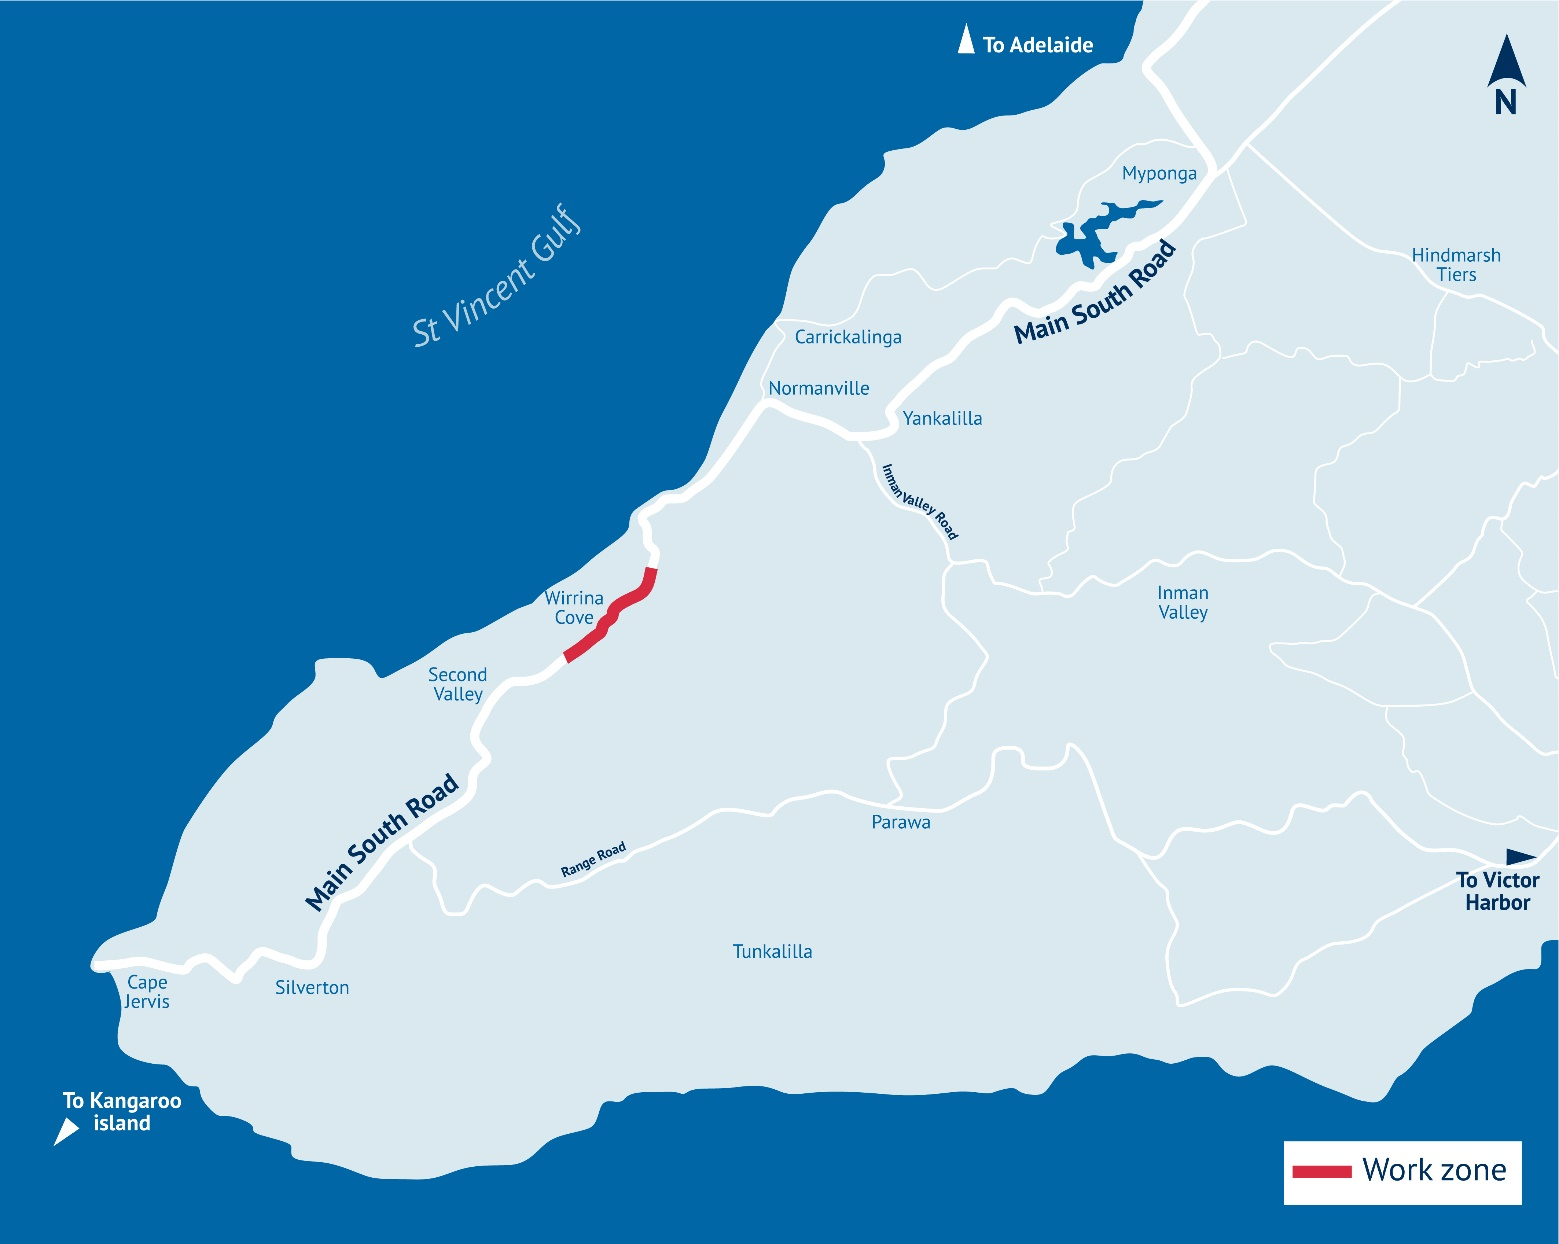 To Adelaide
N
Myponga
St Vincent Gulf
Hindmarsh
Tiers
Main South Road
Carrickalinga
Normanville
Yankalilla
Inman Valley Road
Wirrina
Cove
Inman
Valley
Second
Valley
Main South Road
Parawa
Range Road
To Victor
Harbor
Tunkalilla
Cape
Jervis
Silverton
To Kangaroo
island
Work zone